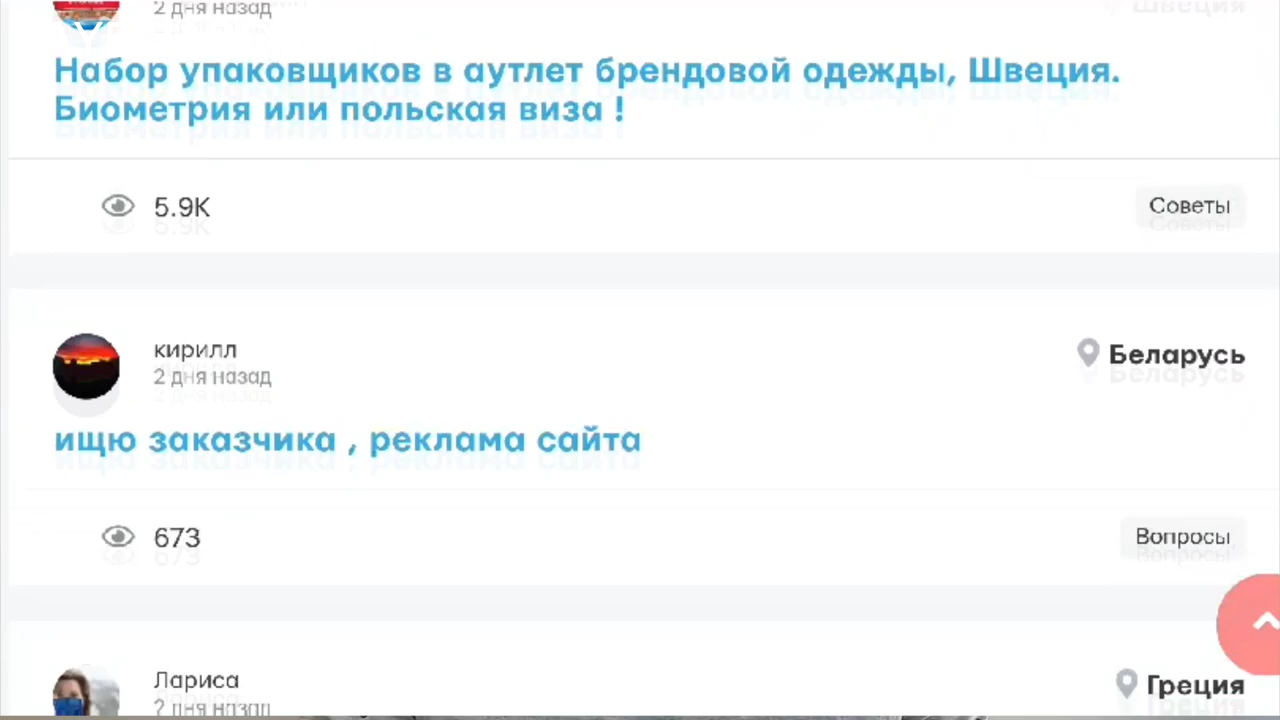 2 дня назад
Швеция
Набор упаковщиков в аутлет брендовой одежды, Швеция.
Биометрия или польская виза !
5.9K
Советы
кирилл
2 дня назад
Беларусь
ищю заказчика , реклама сайта
673
Вопросы
Лариса
2 дня назад
Греция